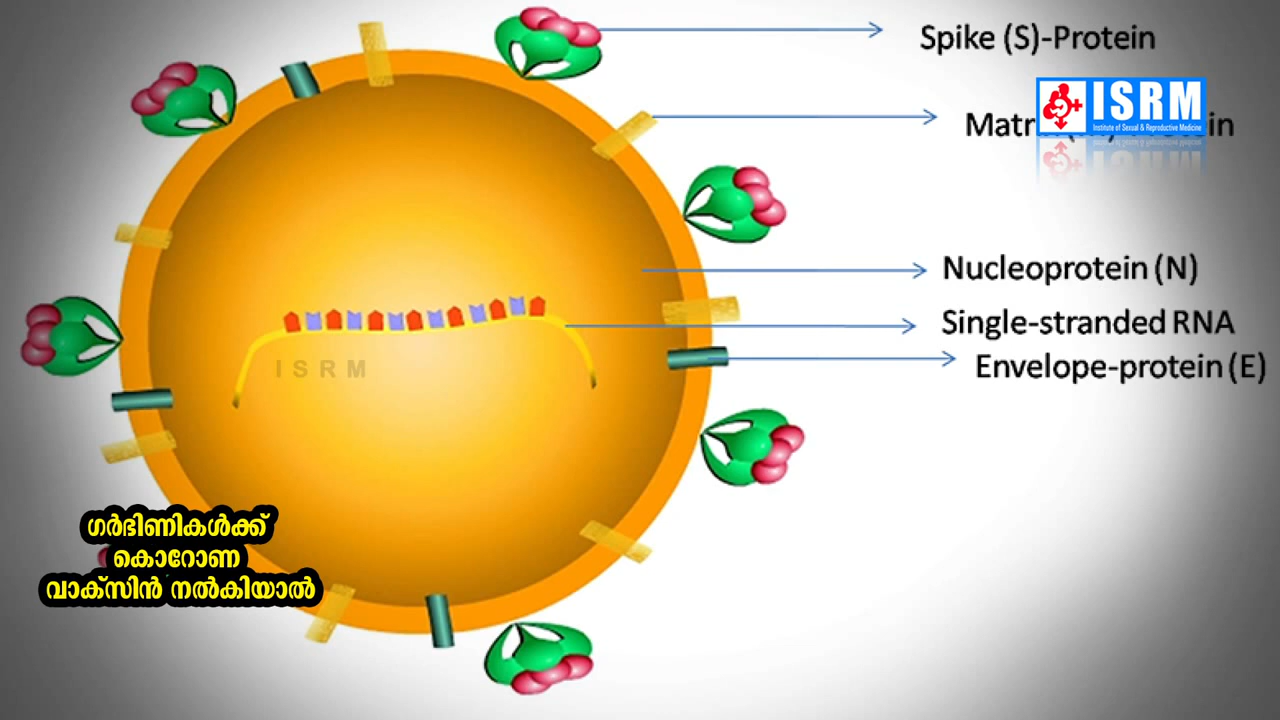 Spike (S)-Protein
ISRM
Institute of Sexual & Reproductive Medicine
Nucleoprotein (N)
Single-stranded RNA
Envelope-protein (E)
ISRM
ഗർഭിണികൾക്ക്
കൊറോണ
വാക്സിൻ നൽകിയാൽ